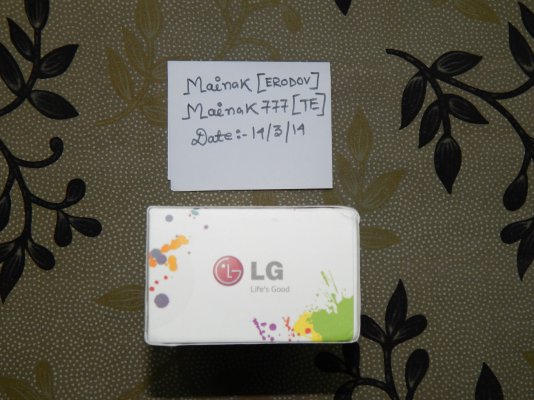 Mainak [ERODOV]
Mainak777 [TE]
Date:- 14/3/14
LG
Life's Good